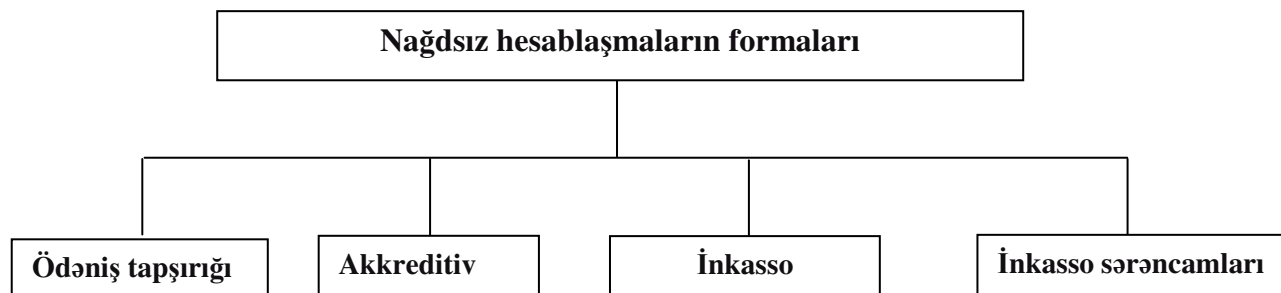 Nağdsız hesablaşmaların formaları
Ödəniş tapşırığı
Akkreditiv
İnkasso
İnkasso sərəncamları